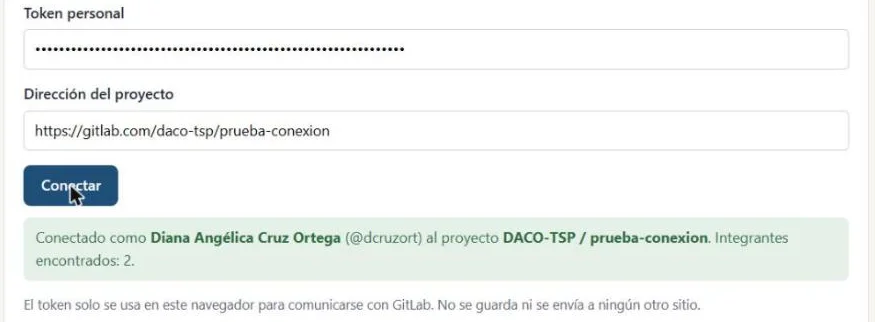 Token personal
••••••••••••••••••••••••••••••••••••••••••••••••••••••••••••••
Dirección del proyecto
https://gitlab.com/daco-tsp/prueba-conexion
Conectar
Conectado como Diana Angélica Cruz Ortega (@dcruzort) al proyecto DACO-TSP / prueba-conexion. Integrantes
encontrados: 2.
El token solo se usa en este navegador para comunicarse con GitLab. No se guarda ni se envía a ningún otro sitio.